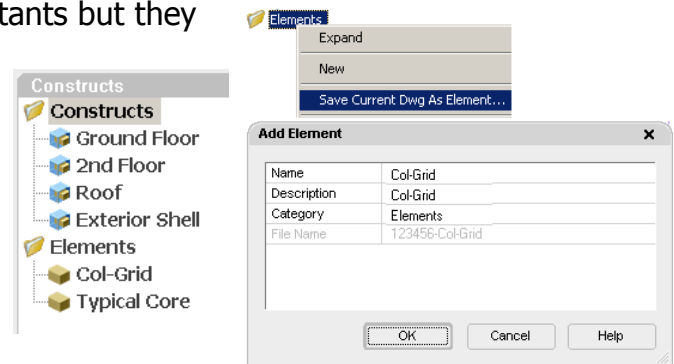 tants but they
Elements
Expand
New
Save Current Dwg As Element...
Constructs
Constructs
Ground Floor
2nd Floor
Roof
Exterior Shell
Elements
Col-Grid
Typical Core
Add Element x
Name Col-Grid
Description Col-Grid
Category Elements
File Name 123456-Col-Grid
OK Cancel Help